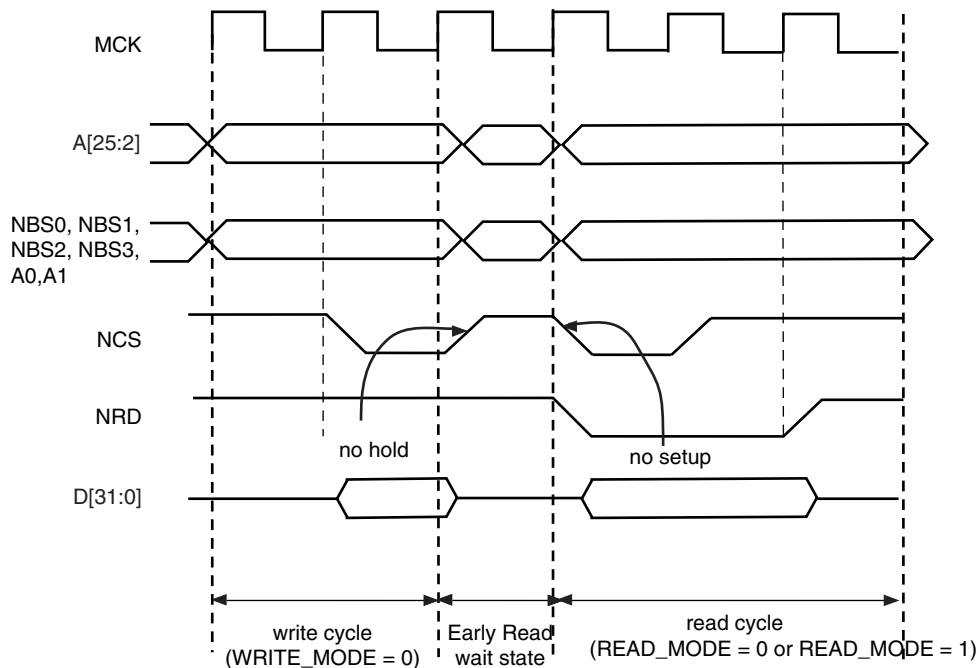 MCK
A[25:2]
NBS0, NBS1,
NBS2, NBS3,
A0,A1
NCS
NRD
no hold
no setup
D[31:0]
write cycle
(WRITE_MODE = 0)
Early Read
wait state
read cycle
(READ_MODE = 0 or READ_MODE = 1)